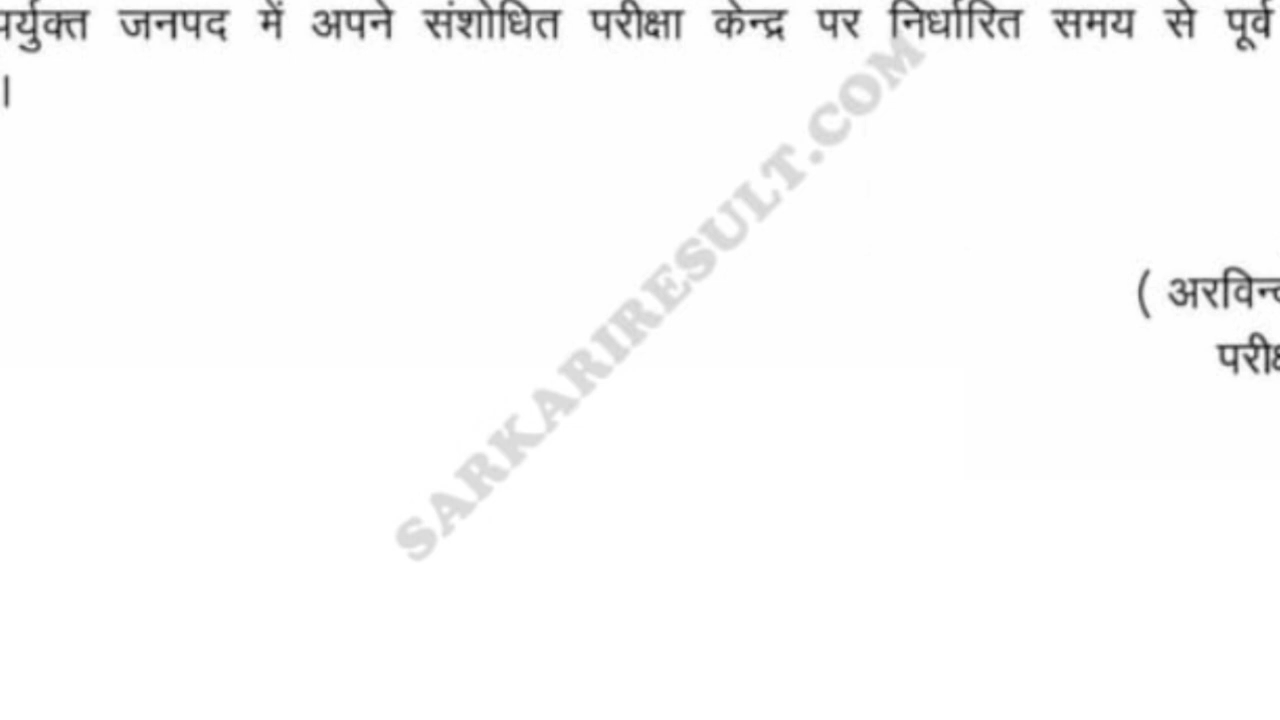 जनपद में अपने संशोधित परीक्षा केन्द्र पर निर्धारित समय से पूर्व
।
SARKARIRESULT.COM
(